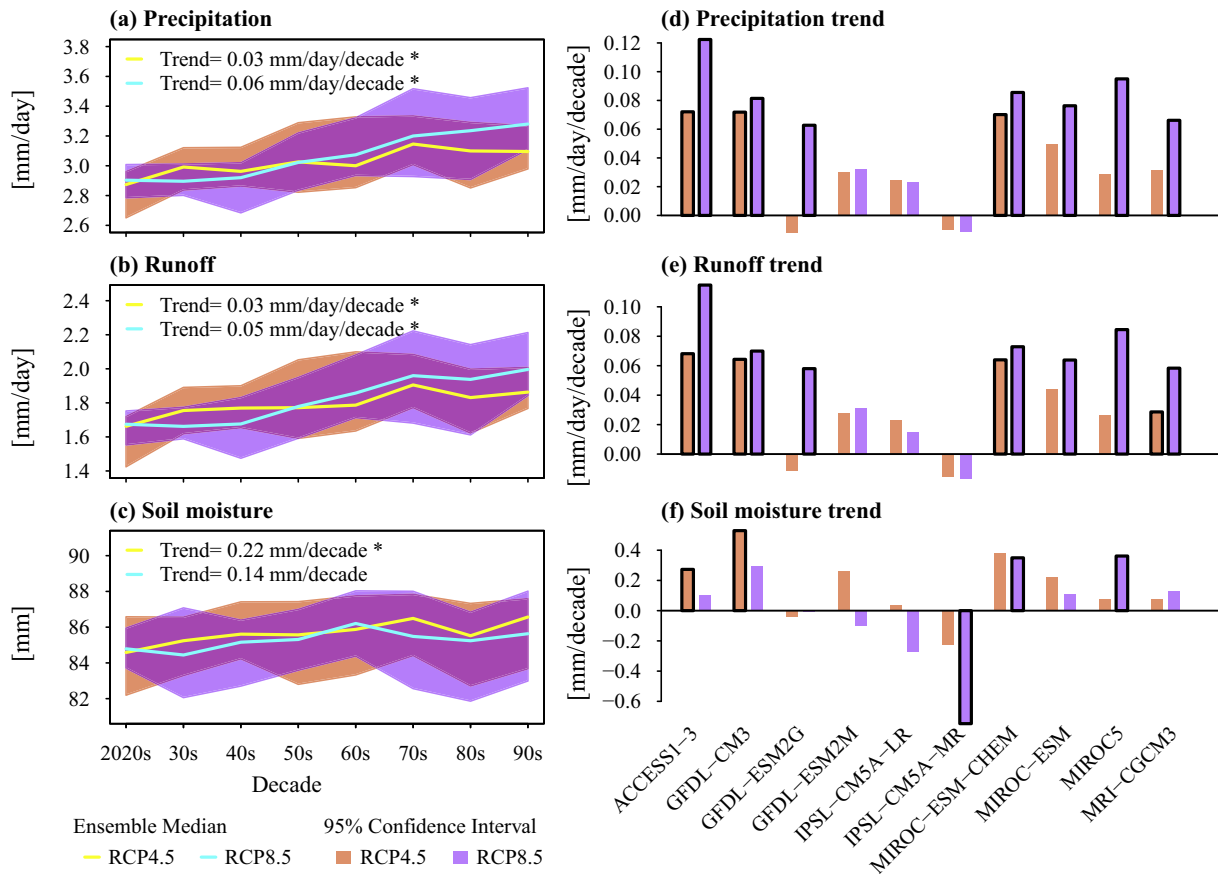 (a) Precipitation
[mm/day]
3.8
3.6
3.4
3.2
3.0
2.8
2.6
Trend= 0.03 mm/day/decade *
Trend= 0.06 mm/day/decade *
(b) Runoff
[mm/day]
2.4
2.2
2.0
1.8
1.6
1.4
Trend= 0.03 mm/day/decade *
Trend= 0.05 mm/day/decade *
(c) Soil moisture
[mm]
90
88
86
84
82
Trend= 0.22 mm/decade *
Trend= 0.14 mm/decade
2020s 30s 40s 50s 60s 70s 80s 90s
Decade
Ensemble Median
RCP4.5 RCP8.5
95% Confidence Interval
RCP4.5 RCP8.5
(d) Precipitation trend
[mm/day/decade]
0.12
0.10
0.08
0.06
0.04
0.02
0.00
(e) Runoff trend
[mm/day/decade]
0.10
0.08
0.06
0.04
0.02
0.00
(f) Soil moisture trend
[mm/decade]
0.4
0.2
0.0
−0.2
−0.4
−0.6
ACCESS1−3
GFDL−CM3
GFDL−ESM2G
GFDL−ESM2M
IPSL−CM5A−LR
IPSL−CM5A−MR
MIROC−ESM−CHEM
MIROC−ESM
MIROC5
MRI−CGCM3